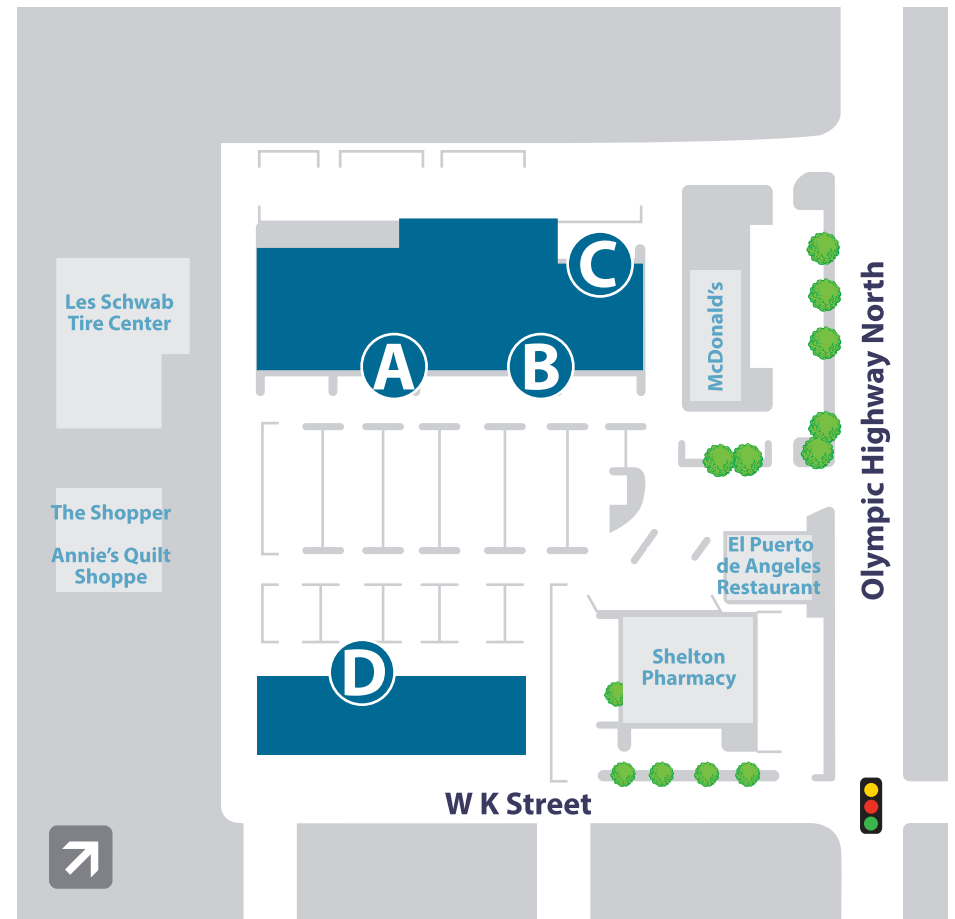 C
Les Schwab
Tire Center
McDonald's
A
B
Olympic Highway North
The Shopper
Annie's Quilt
Shoppe
El Puerto
de Angeles
Restaurant
Shelton
Pharmacy
D
W K Street